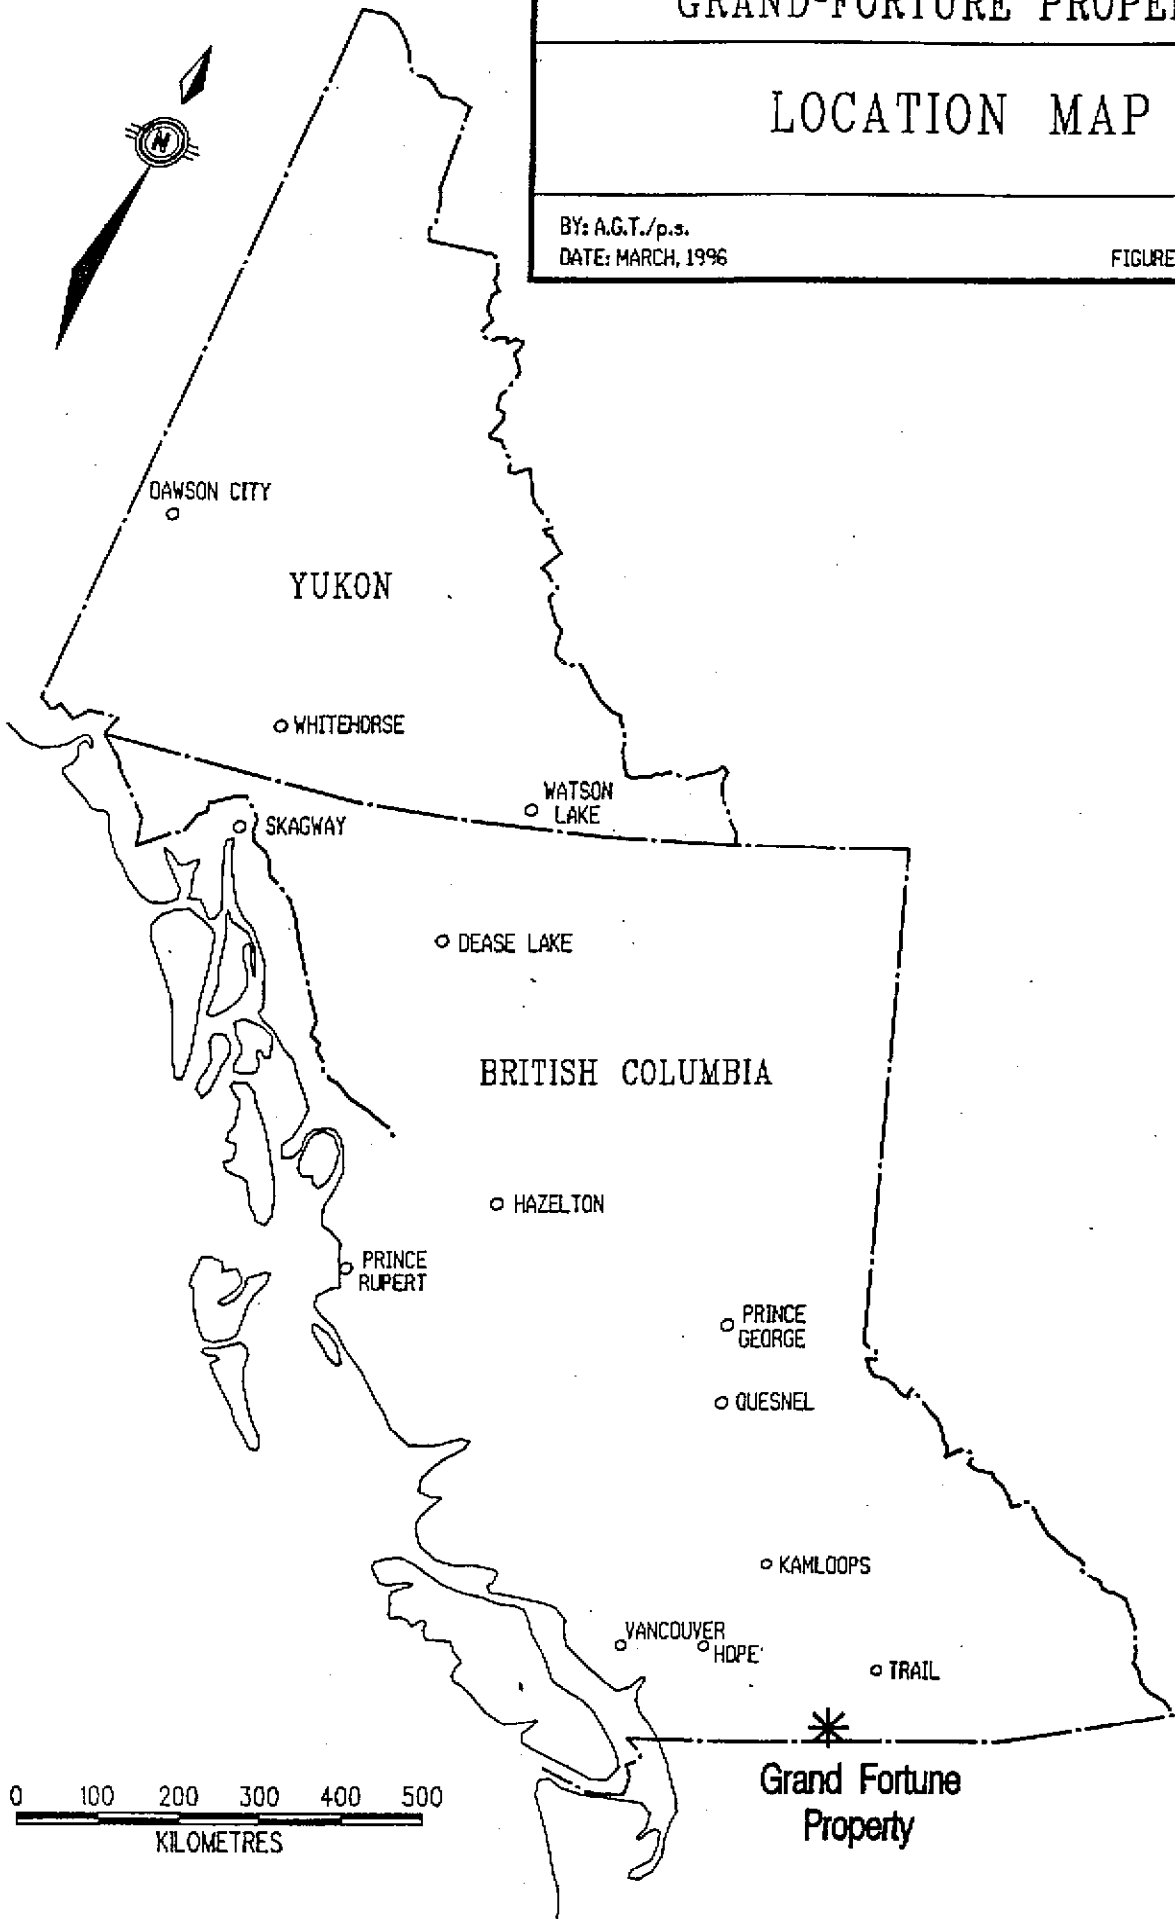 GRAND-FORTURE PROPE
LOCATION MAP
BY: A.G.T./p.s.
DATE: MARCH, 1996
FIGURE
N
DAWSON CITY
YUKON
WHITEHORSE
WATSON
LAKE
SKAGWAY
DEASE LAKE
BRITISH COLUMBIA
HAZELTON
PRINCE
RUPERT
PRINCE
GEORGE
QUESNEL
KAMLOOPS
VANCOUVER
HOPE
TRAIL
Grand Fortune
Property
0 100 200 300 400 500
KILOMETRES